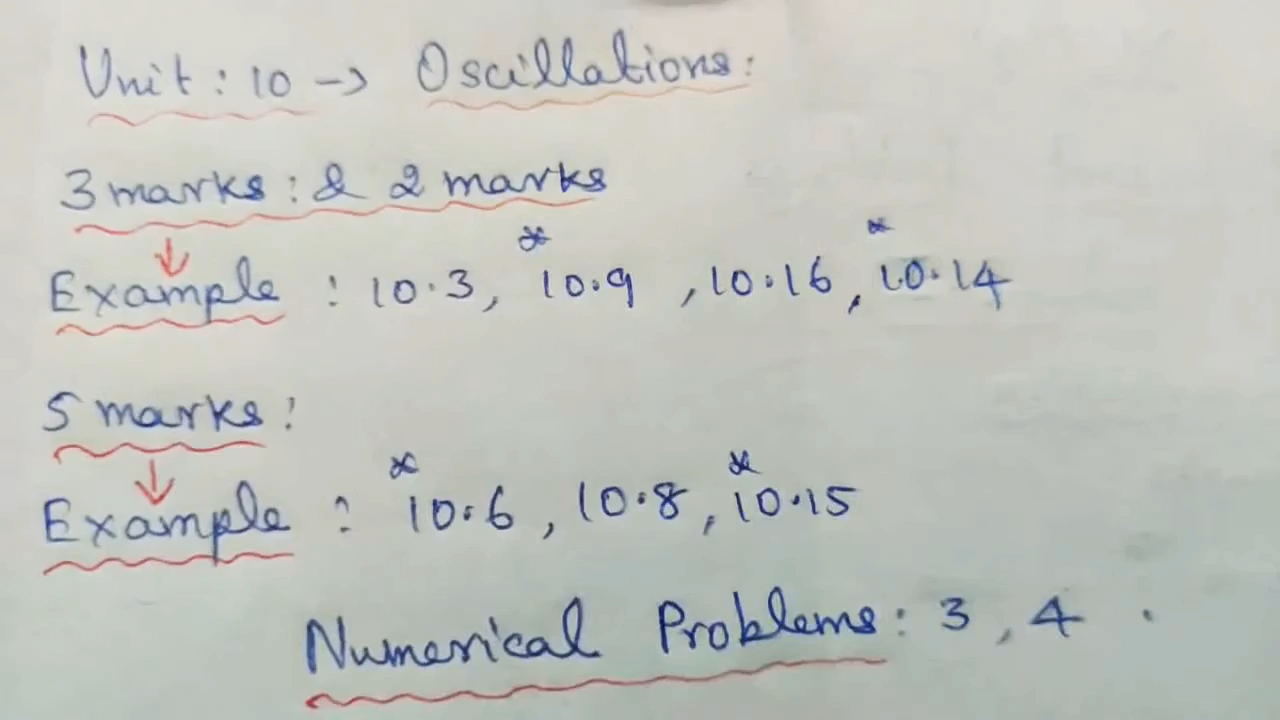 Unit : 10 → Oscillations :
3 marks : & 2 marks
↓
* *
Example : 10.3, 10.9 , 10.16, 10.14
5 marks :
↓
* *
Example : 10.6, 10.8, 10.15
Numerical Problems : 3, 4 .